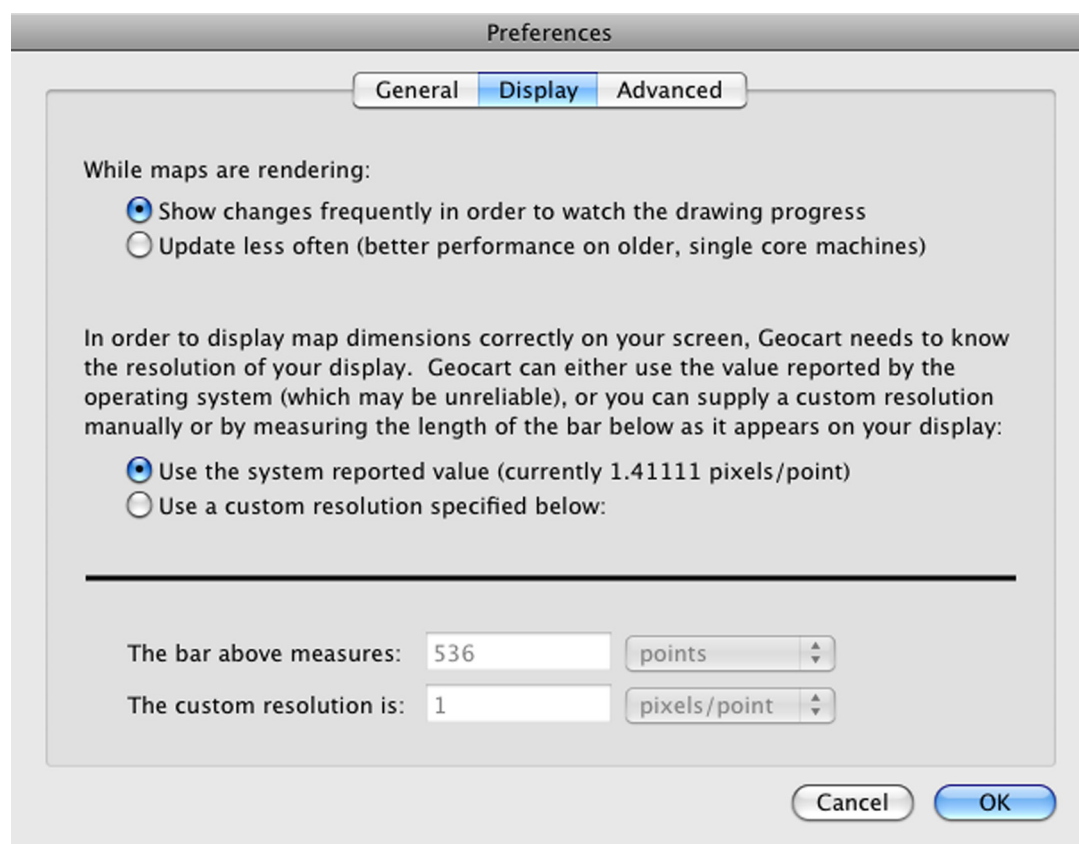 Preferences
General Display Advanced
While maps are rendering:
Show changes frequently in order to watch the drawing progress
Update less often (better performance on older, single core machines)
In order to display map dimensions correctly on your screen, Geocart needs to know
the resolution of your display.  Geocart can either use the value reported by the
operating system (which may be unreliable), or you can supply a custom resolution
manually or by measuring the length of the bar below as it appears on your display:
Use the system reported value (currently 1.41111 pixels/point)
Use a custom resolution specified below:
The bar above measures: 536 points
The custom resolution is: 1 pixels/point
Cancel OK